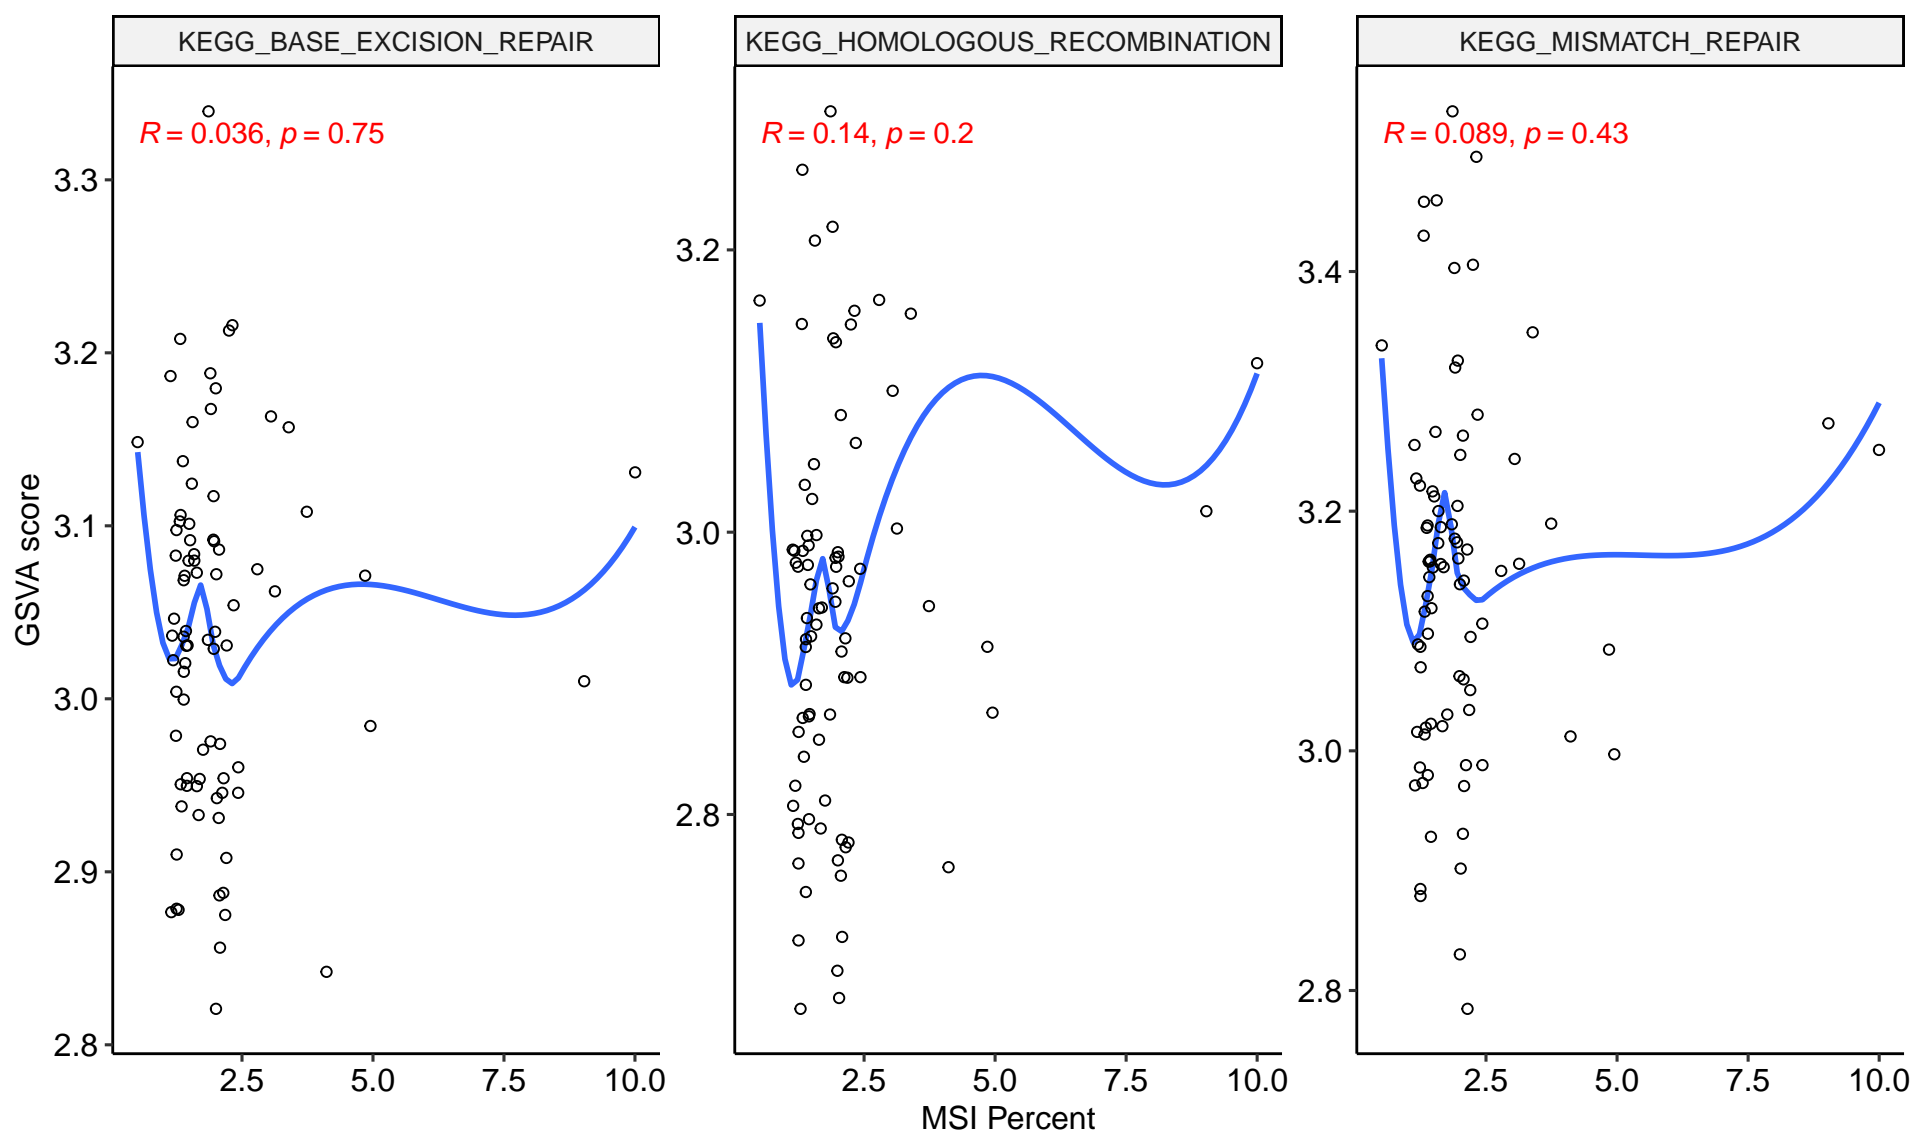 KEGG_BASE_EXCISION_REPAIR
KEGG_HOMOLOGOUS_RECOMBINATION
KEGG_MISMATCH_REPAIR
R = 0.036, p = 0.75
R = 0.14, p = 0.2
R = 0.089, p = 0.43
GSVA score
3.3
3.2
3.1
3.0
2.9
2.8
3.2
3.0
2.8
3.4
3.2
3.0
2.8
2.5 5.0 7.5 10.0
2.5 5.0 7.5 10.0
2.5 5.0 7.5 10.0
MSI Percent